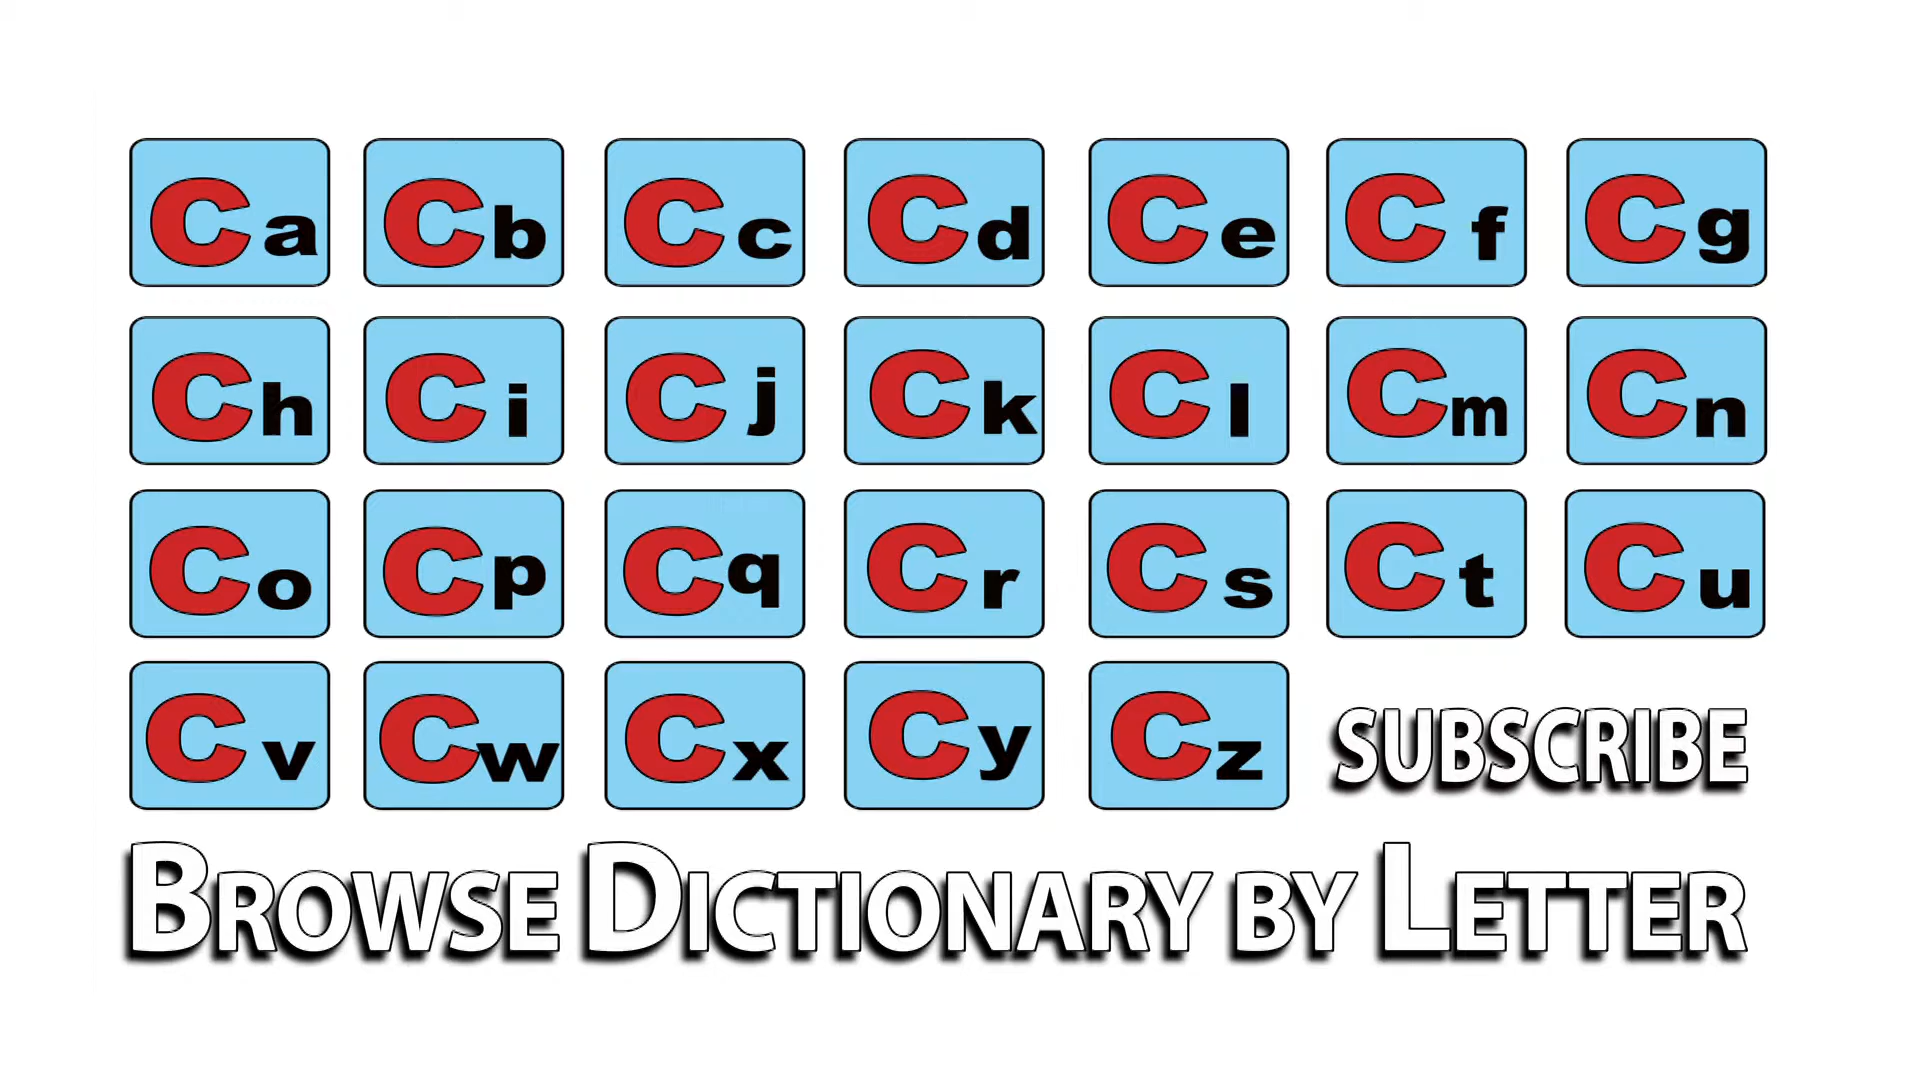 Ca Cb Cc Cd Ce Cf Cg
Ch Ci Cj Ck Cl Cm Cn
Co Cp Cq Cr Cs Ct Cu
Cv Cw Cx Cy Cz SUBSCRIBE
BROWSE DICTIONARY BY LETTER